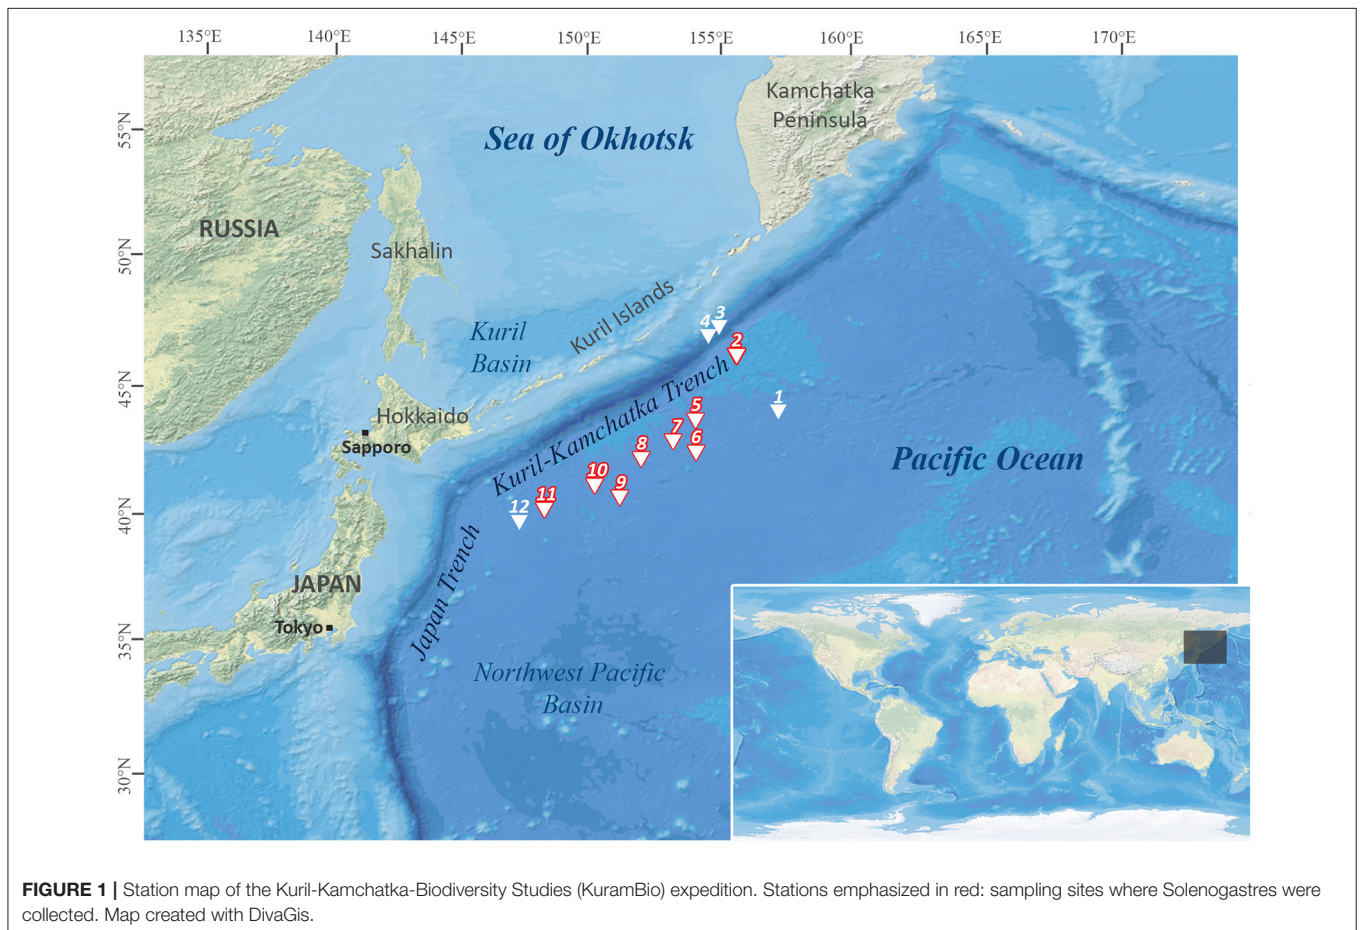 135°E 140°E 145°E 150°E 155°E 160°E 165°E 170°E
55°N
50°N
45°N
40°N
35°N
30°N
Kamchatka
Peninsula
Sea of Okhotsk
RUSSIA
Sakhalin
Kuril
Basin
Kuril Islands
Hokkaido
Sapporo
Kuril-Kamchatka Trench
4
3
2
1
5
7
6
8
10
9
11
12
Pacific Ocean
JAPAN
Tokyo
Japan Trench
Northwest Pacific
Basin
FIGURE 1 | Station map of the Kuril-Kamchatka-Biodiversity Studies (KuramBio) expedition. Stations emphasized in red: sampling sites where Solenogastres were
collected. Map created with DivaGis.